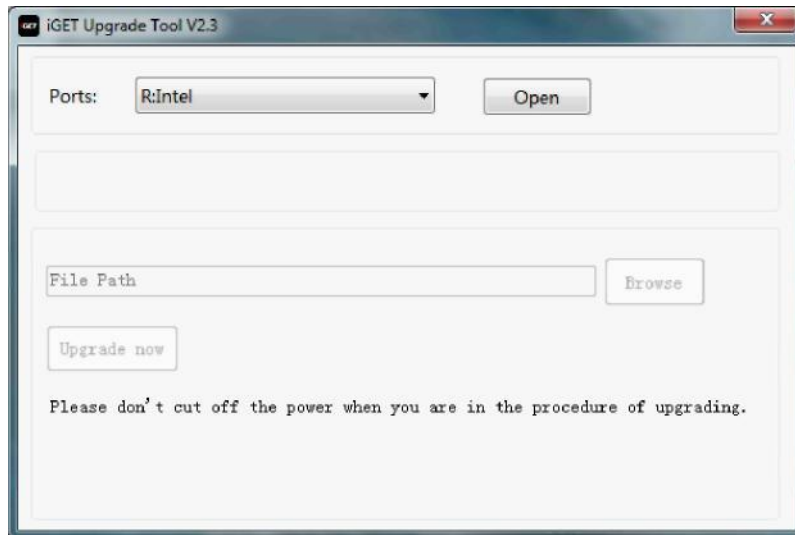 iGET Upgrade Tool V2.3
Ports:
R:Intel
Open
File Path
Browse
Upgrade now
Please don't cut off the power when you are in the procedure of upgrading.